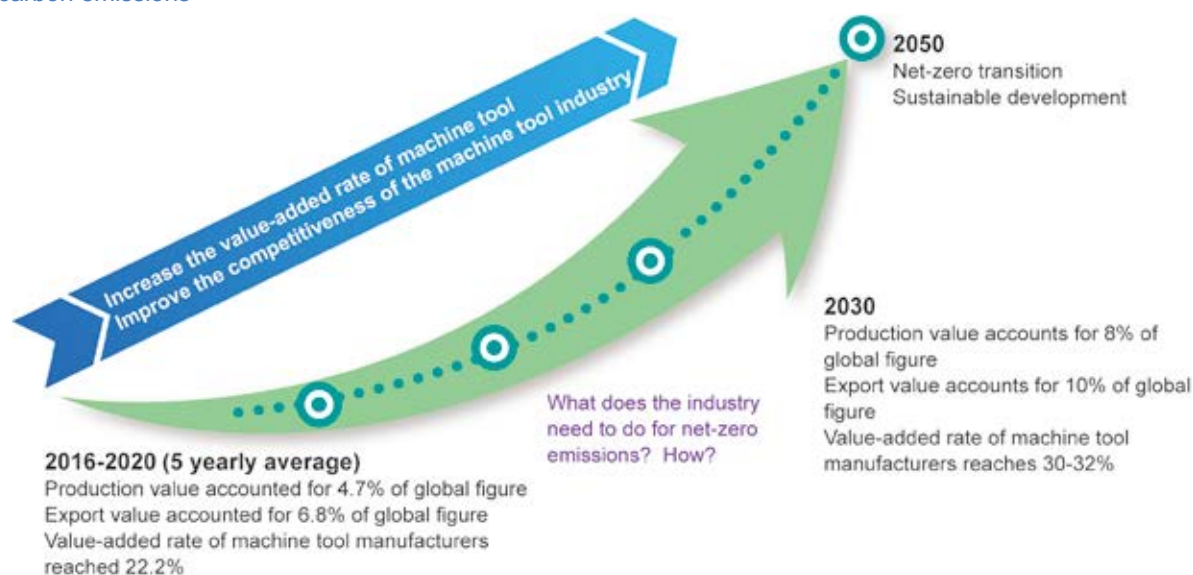 carbon emissions
Increase the value-added rate of machine tool
Improve the competitiveness of the machine tool industry
2050
Net-zero transition
Sustainable development
2016-2020 (5 yearly average)
Production value accounted for 4.7% of global figure
Export value accounted for 6.8% of global figure
Value-added rate of machine tool manufacturers
reached 22.2%
What does the industry
need to do for net-zero
emissions? How?
2030
Production value accounts for 8% of
global figure
Export value accounts for 10% of global
figure
Value-added rate of machine tool
manufacturers reaches 30-32%